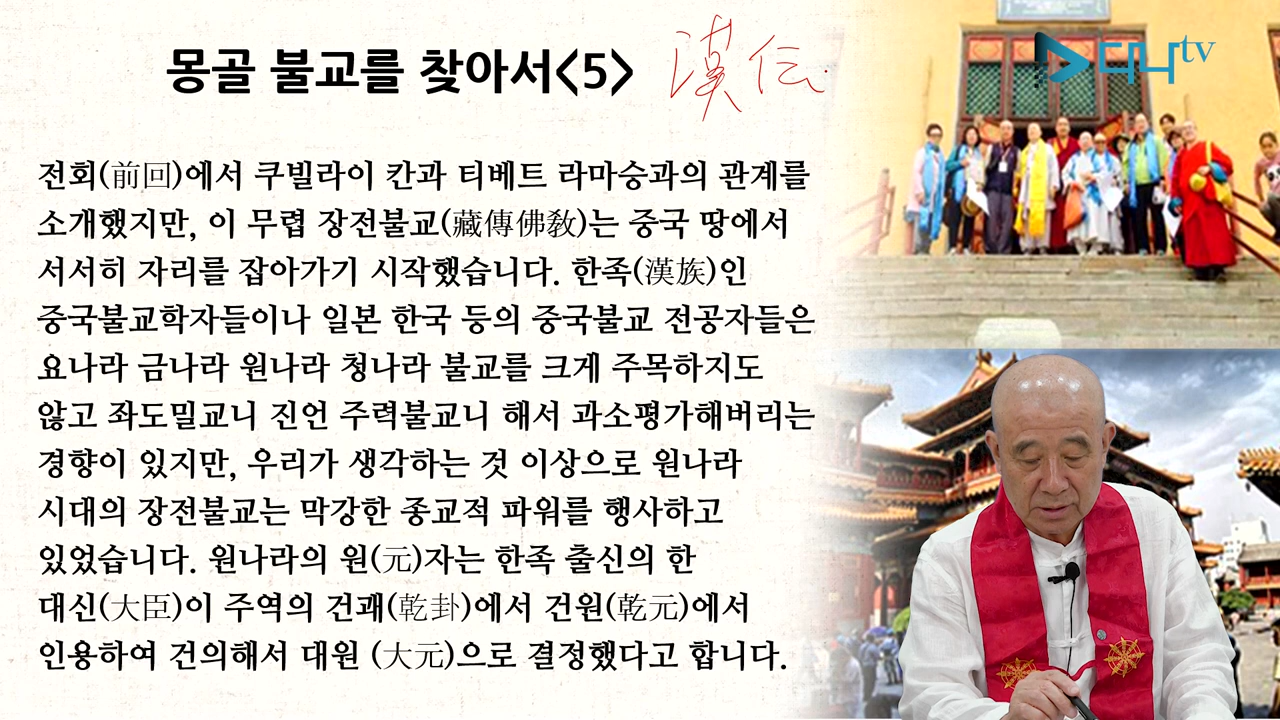 몽골 불교를 찾아서<5>
漢伝
전회(前回)에서 쿠빌라이 칸과 티베트 라마승과의 관계를
소개했지만, 이 무렵 장전불교(藏傳佛敎)는 중국 땅에서
서서히 자리를 잡아가기 시작했습니다. 한족(漢族)인
중국불교학자들이나 일본 한국 등의 중국불교 전공자들은
요나라 금나라 원나라 청나라 불교를 크게 주목하지도
않고 좌도밀교니 진언 주력불교니 해서 과소평가해버리는
경향이 있지만, 우리가 생각하는 것 이상으로 원나라
시대의 장전불교는 막강한 종교적 파워를 행사하고
있었습니다. 원나라의 원(元)자는 한족 출신의 한
대신(大臣)이 주역의 건괘(乾卦)에서 건원(乾元)에서
인용하여 건의해서 대원 (大元)으로 결정했다고 합니다.